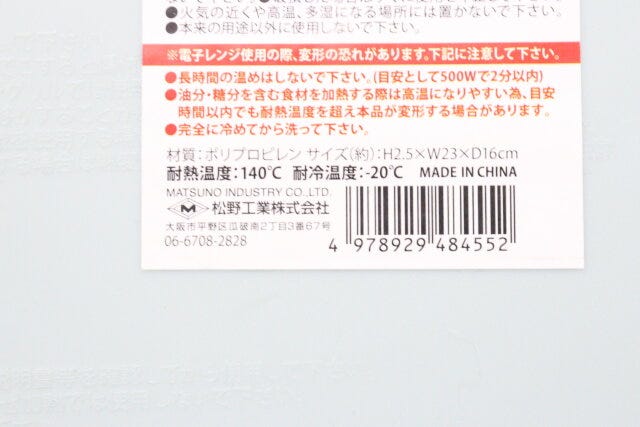 ●火気の近くや高温、多湿になる場所には置かないで下さい。
●本来の用途以外に使用しないで下さい。
※電子レンジ使用の際、変形の恐れがあります。下記に注意して下さい。
●長時間の温めはしないで下さい。(目安として500Wで2分以内)
●油分・糖分を含む食材を加熱する際は高温になりやすい為、目安
時間以内でも耐熱温度を超え本品が変形する場合があります。
●完全に冷めてから洗って下さい。
材質:ポリプロピレン サイズ(約):H2.5×W23×D16cm
耐熱温度:140℃ 耐冷温度:-20℃ MADE IN CHINA
MATSUNO INDUSTRY CO.,LTD.
M 松野工業株式会社
大阪市平野区瓜破南2丁目3番67号
06-6708-2828
4 978929 484552